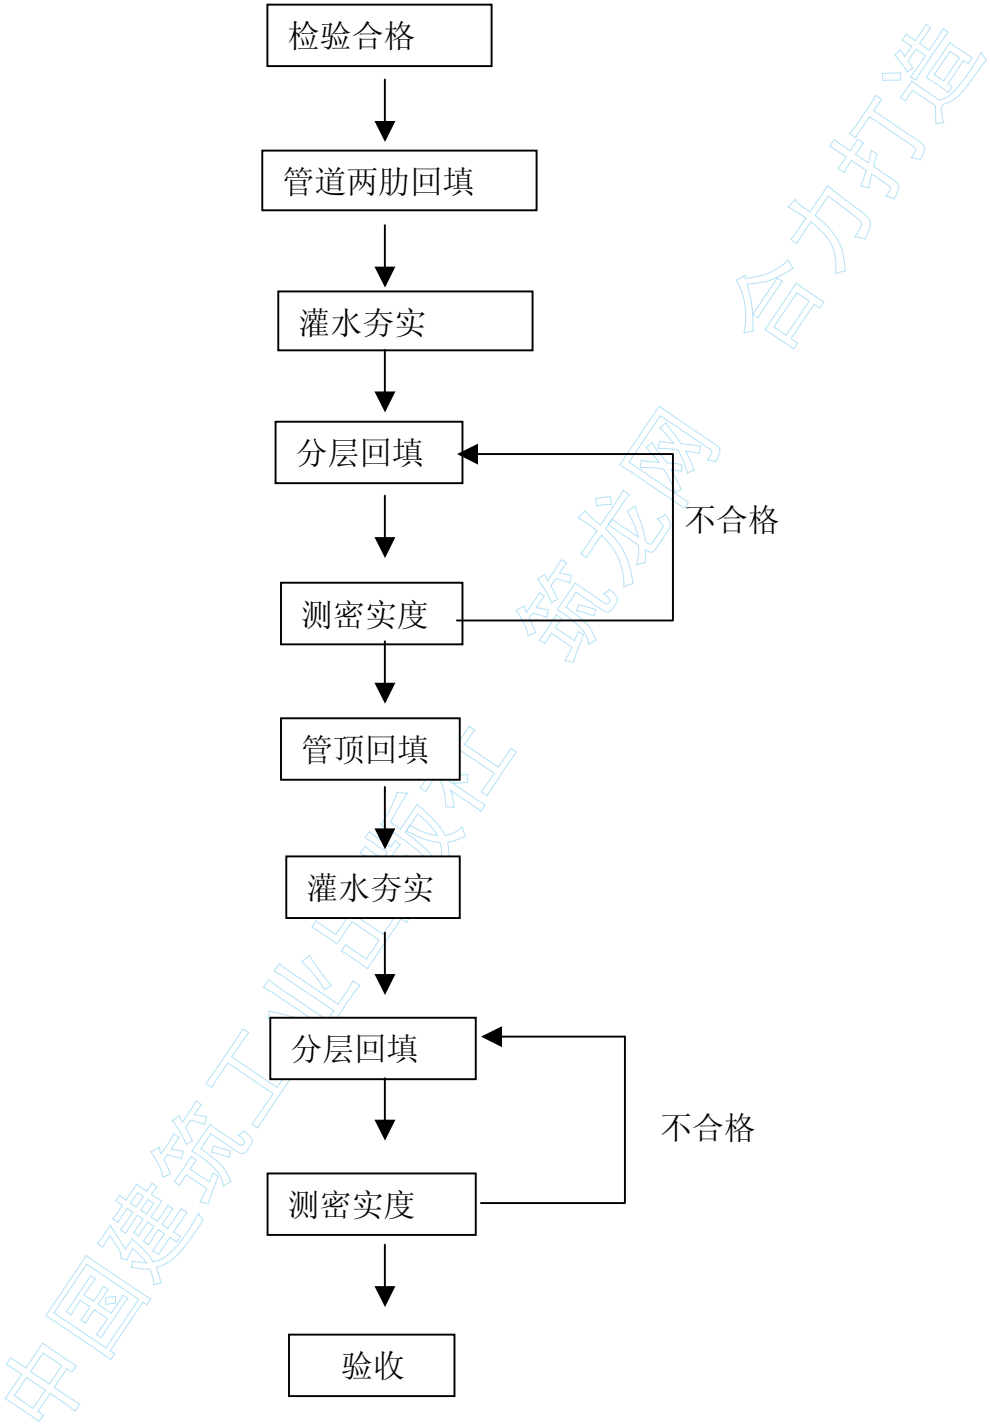 检验合格
管道两肋回填
灌水夯实
分层回填
不合格
测密实度
管顶回填
灌水夯实
分层回填
不合格
测密实度
验收
中国建筑工业出版社 筑龙网 合力打造